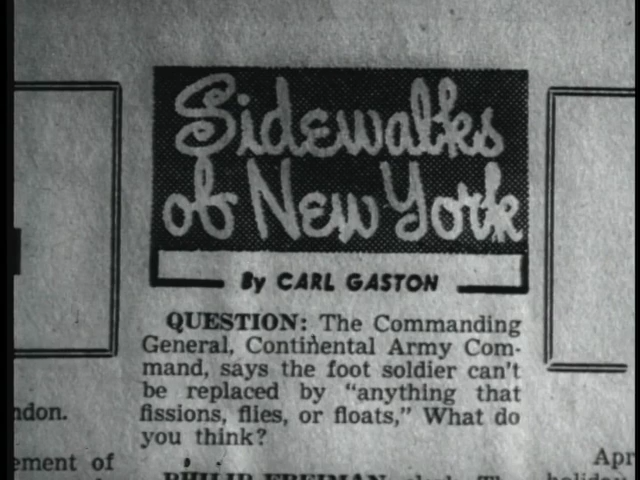 Sidewalks
of New York
By CARL GASTON
QUESTION: The Commanding
General, Continental Army Com-
mand, says the foot soldier can't
be replaced by "anything that
fissions, flies, or floats," What do
you think?
ndon.
ement of
Apr